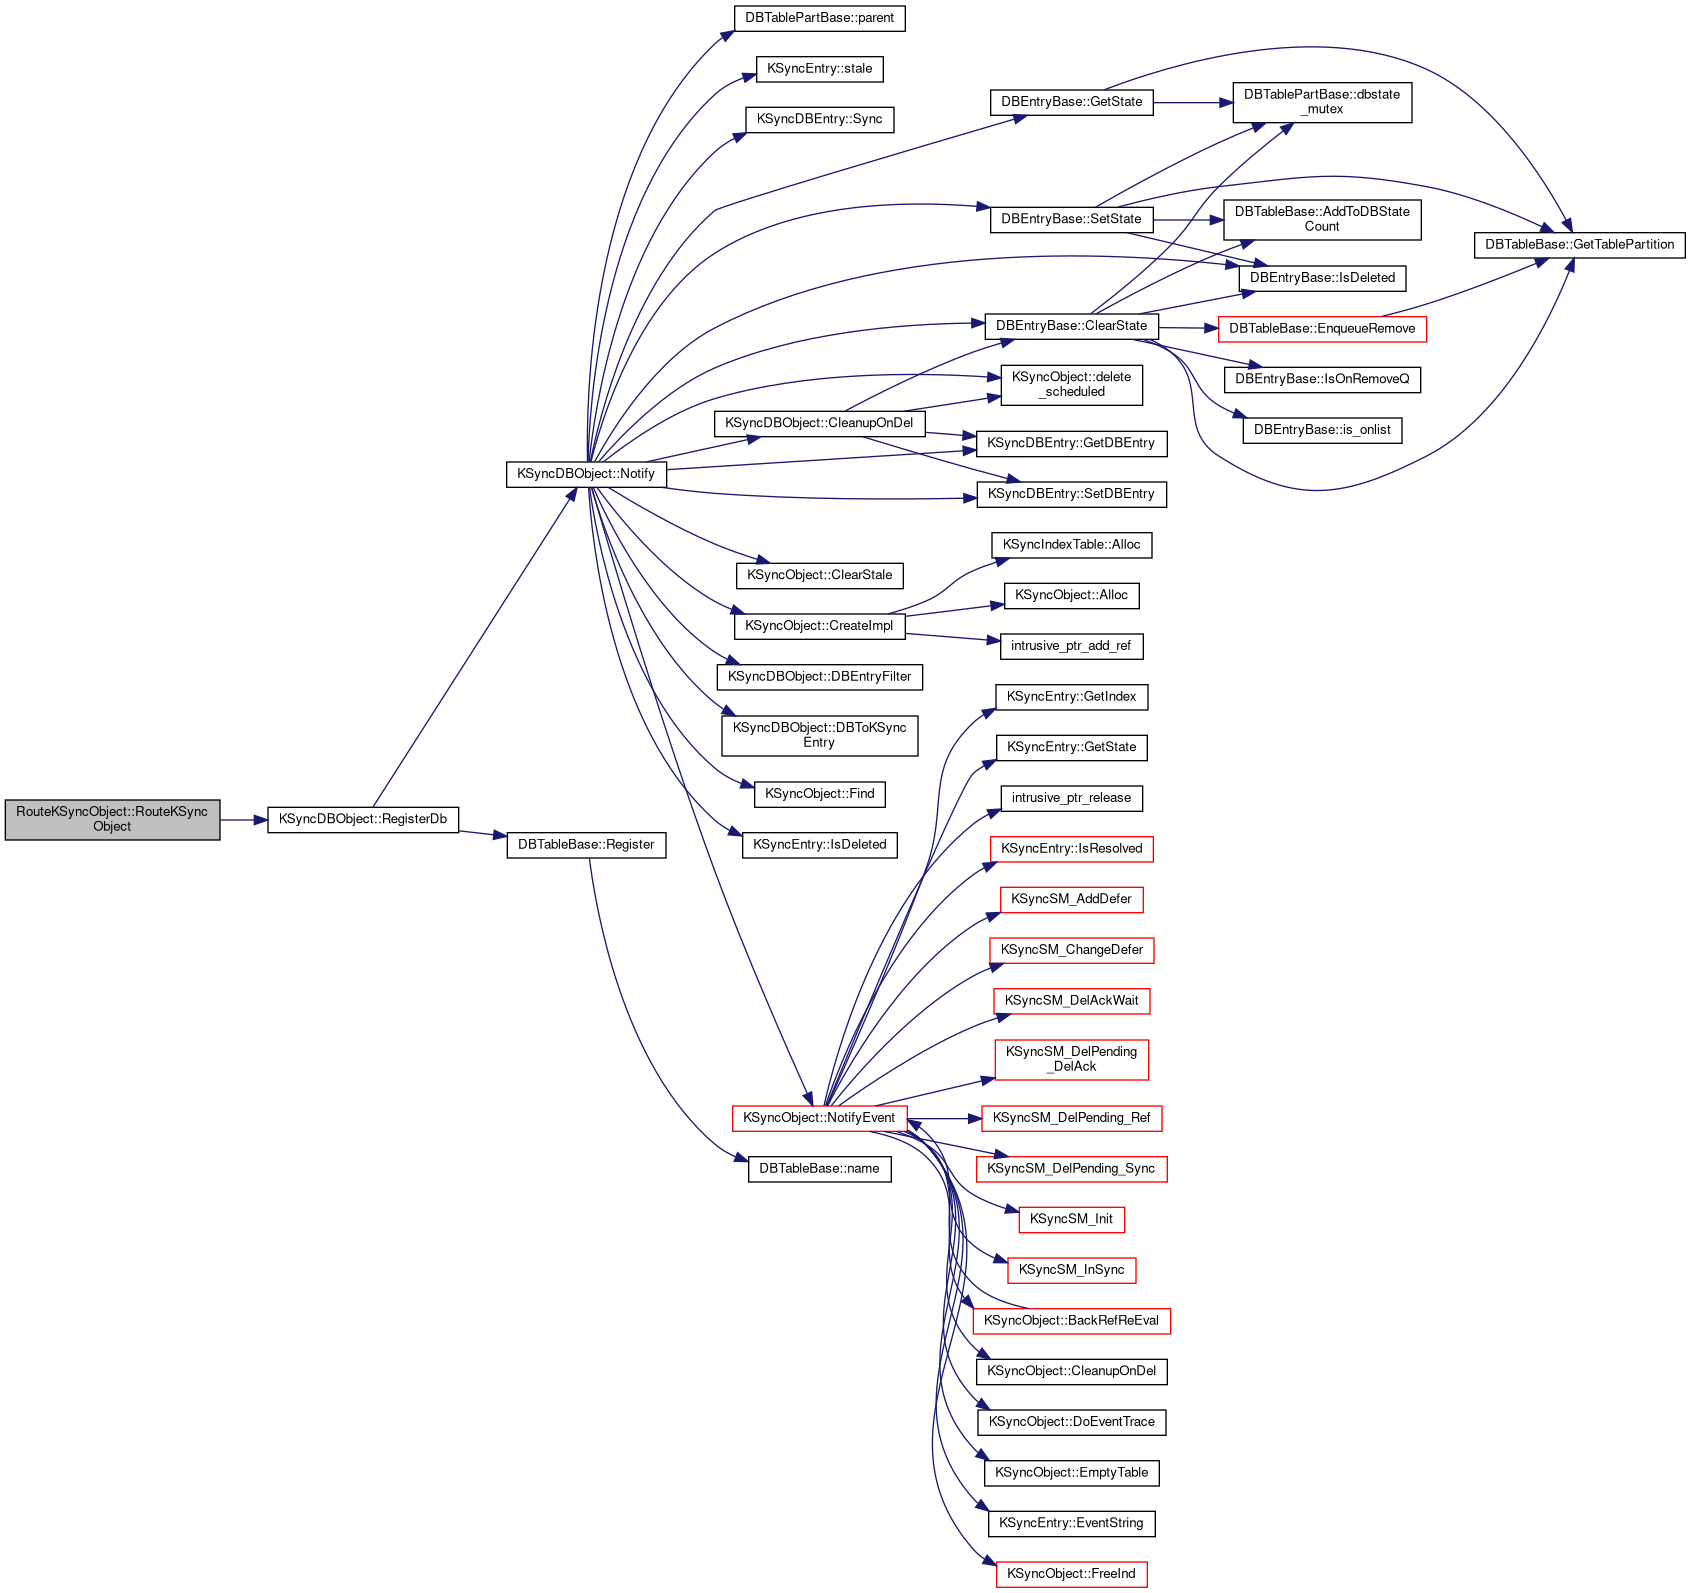 DBTablePartBase::parent
KSyncEntry::stale
KSyncDBEntry::Sync
DBEntryBase::GetState
DBTablePartBase::dbstate
_mutex
DBEntryBase::SetState
DBTableBase::AddToDBState
Count
DBTableBase::GetTablePartition
DBEntryBase::IsDeleted
DBEntryBase::ClearState
DBTableBase::EnqueueRemove
DBEntryBase::IsOnRemoveQ
KSyncObject::delete
_scheduled
KSyncDBObject::CleanupOnDel
DBEntryBase::is_onlist
KSyncDBEntry::GetDBEntry
KSyncDBObject::Notify
KSyncDBEntry::SetDBEntry
KSyncIndexTable::Alloc
KSyncObject::ClearStale
KSyncObject::Alloc
KSyncObject::CreateImpl
intrusive_ptr_add_ref
KSyncDBObject::DBEntryFilter
KSyncEntry::GetIndex
KSyncDBObject::DBToKSync
Entry
KSyncEntry::GetState
KSyncObject::Find
intrusive_ptr_release
RouteKSyncObject::RouteKSync
Object
KSyncDBObject::RegisterDb
DBTableBase::Register
KSyncEntry::IsDeleted
KSyncEntry::IsResolved
KSyncSM_AddDefer
KSyncSM_ChangeDefer
KSyncSM_DelAckWait
KSyncSM_DelPending
_DelAck
KSyncObject::NotifyEvent
KSyncSM_DelPending_Ref
DBTableBase::name
KSyncSM_DelPending_Sync
KSyncSM_Init
KSyncSM_InSync
KSyncObject::BackRefReEval
KSyncObject::CleanupOnDel
KSyncObject::DoEventTrace
KSyncObject::EmptyTable
KSyncEntry::EventString
KSyncObject::FreeInd